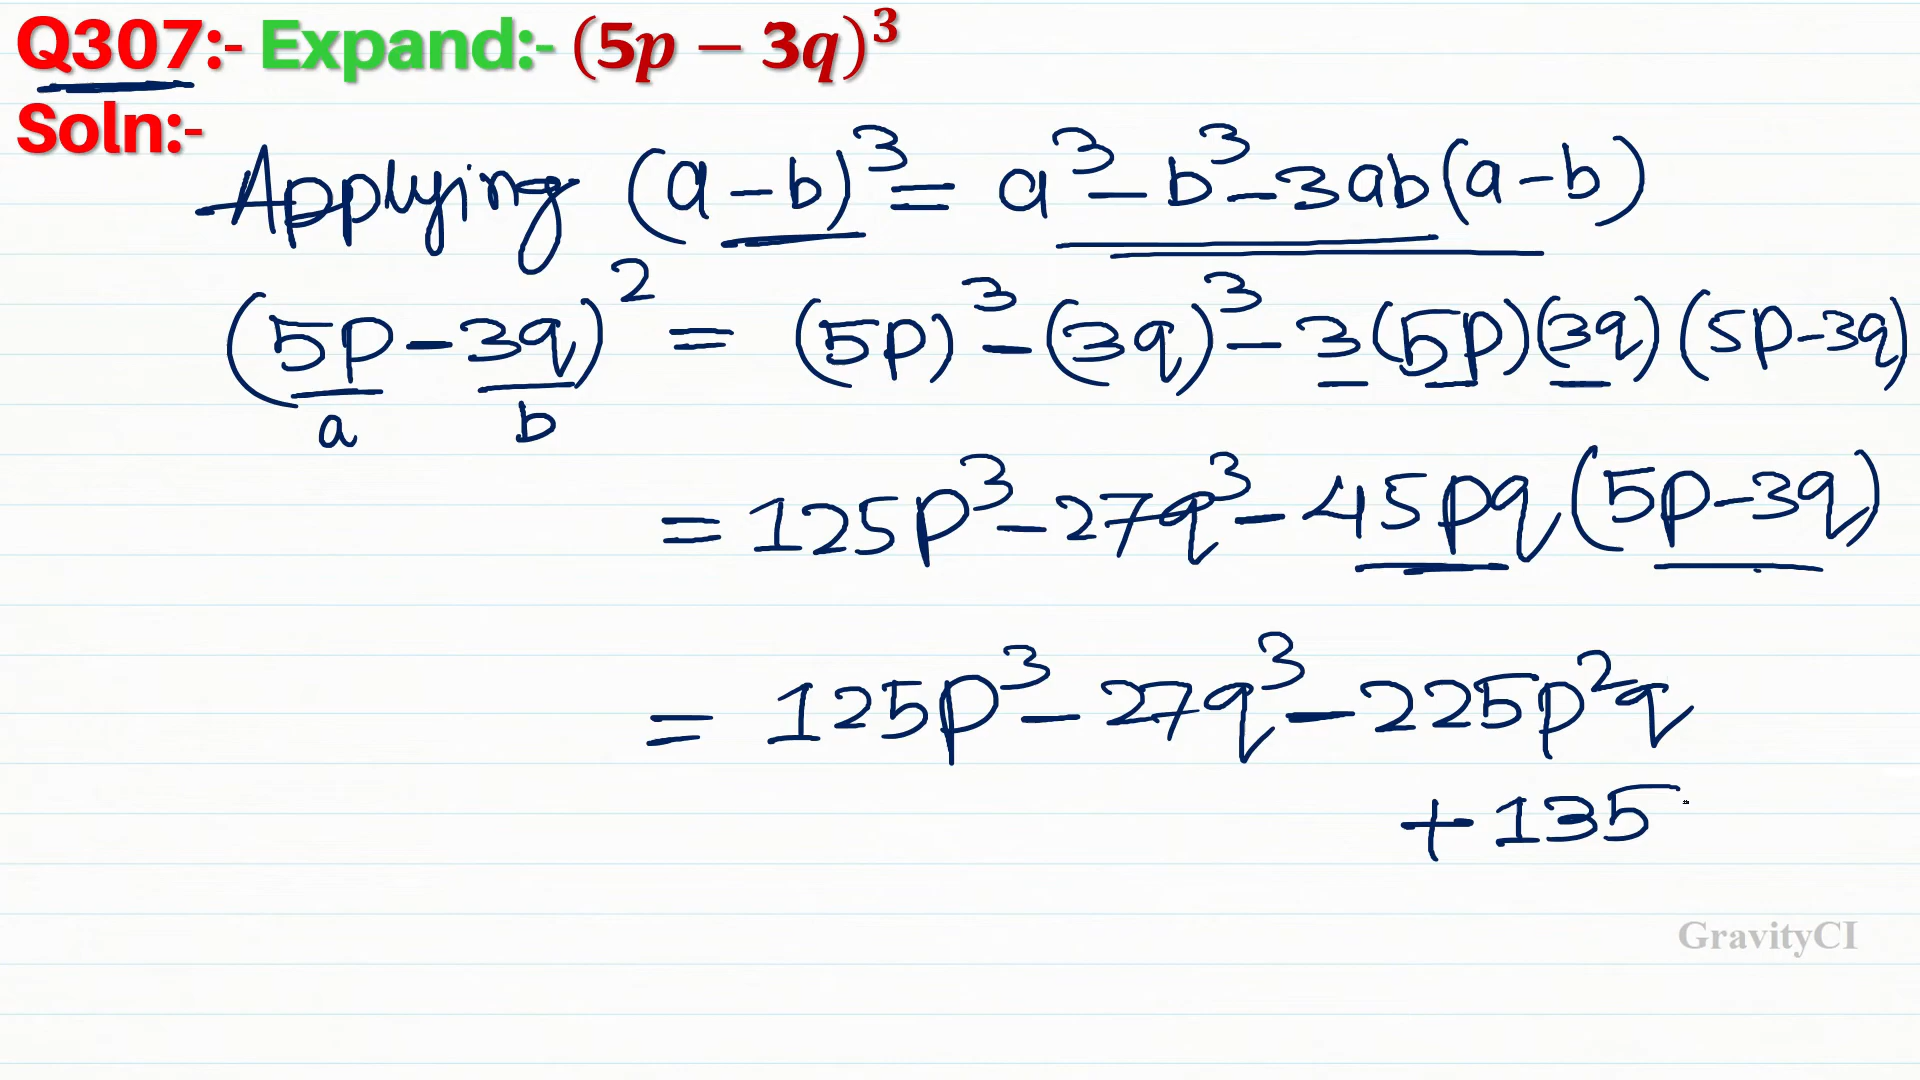 Q307:- Expand:- (5p − 3q)³
Soln:-
Applying (a-b)³ = a³-b³-3ab(a-b)
(5p-3q)² = (5p)³-(3q)³-3(5p)(3q)(5p-3q)
a b
= 125p³-27q³-45pq(5p-3q)
= 125p³-27q³-225p²q
+135
GravityCI